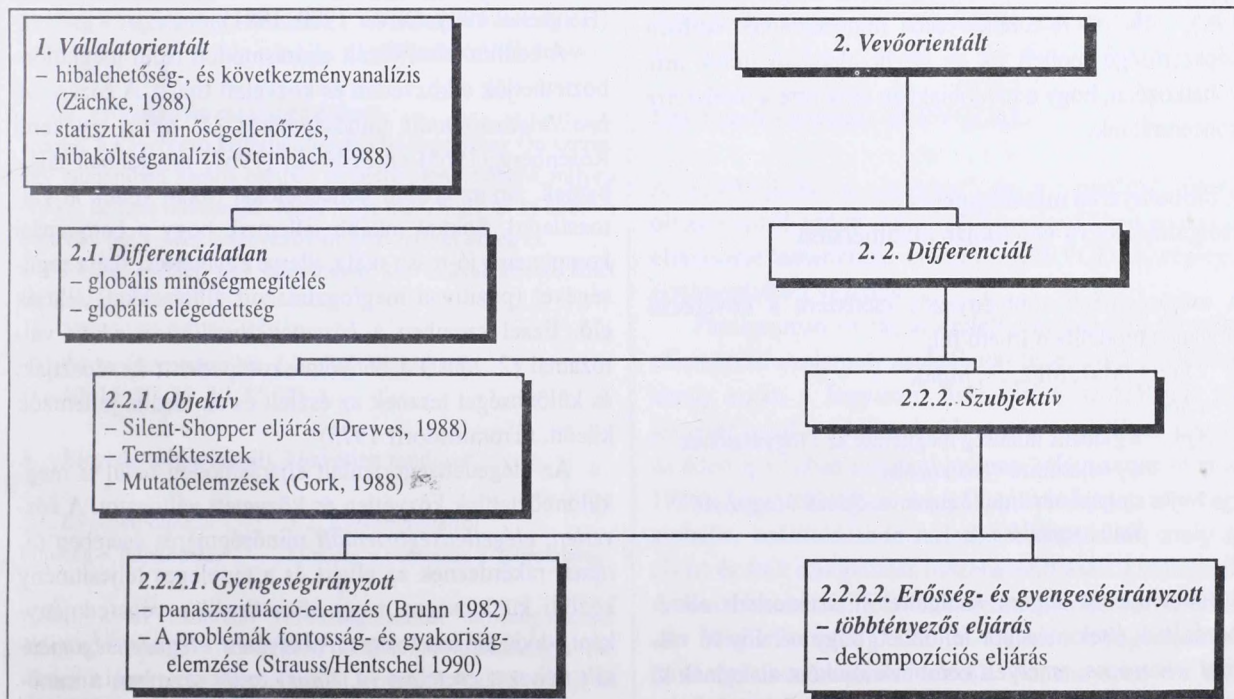 1. Vállalatorientált
– hibalehetőség-, és következményanalízis
(Zächke, 1988)
– statisztikai minőségellenőrzés,
– hibaköltséganalízis (Steinbach, 1988)
2. Vevőorientált
2.1. Differenciálatlan
– globális minőségmegítélés
– globális elégedettség
2.2. Differenciált
2.2.1. Objektív
– Silent-Shopper eljárás (Drewes, 1988)
– Terméktesztek
– Mutatóelemzések (Gork, 1988)
2.2.2. Szubjektív
2.2.2.1. Gyengeségirányzott
– panaszszituáció-elemzés (Bruhn 1982)
– A problémák fontosság- és gyakoriság-
elemzése (Strauss/Hentschel 1990)
2.2.2.2. Erősség- és gyengeségirányzott
– többtényezős eljárás
– dekompozíciós eljárás